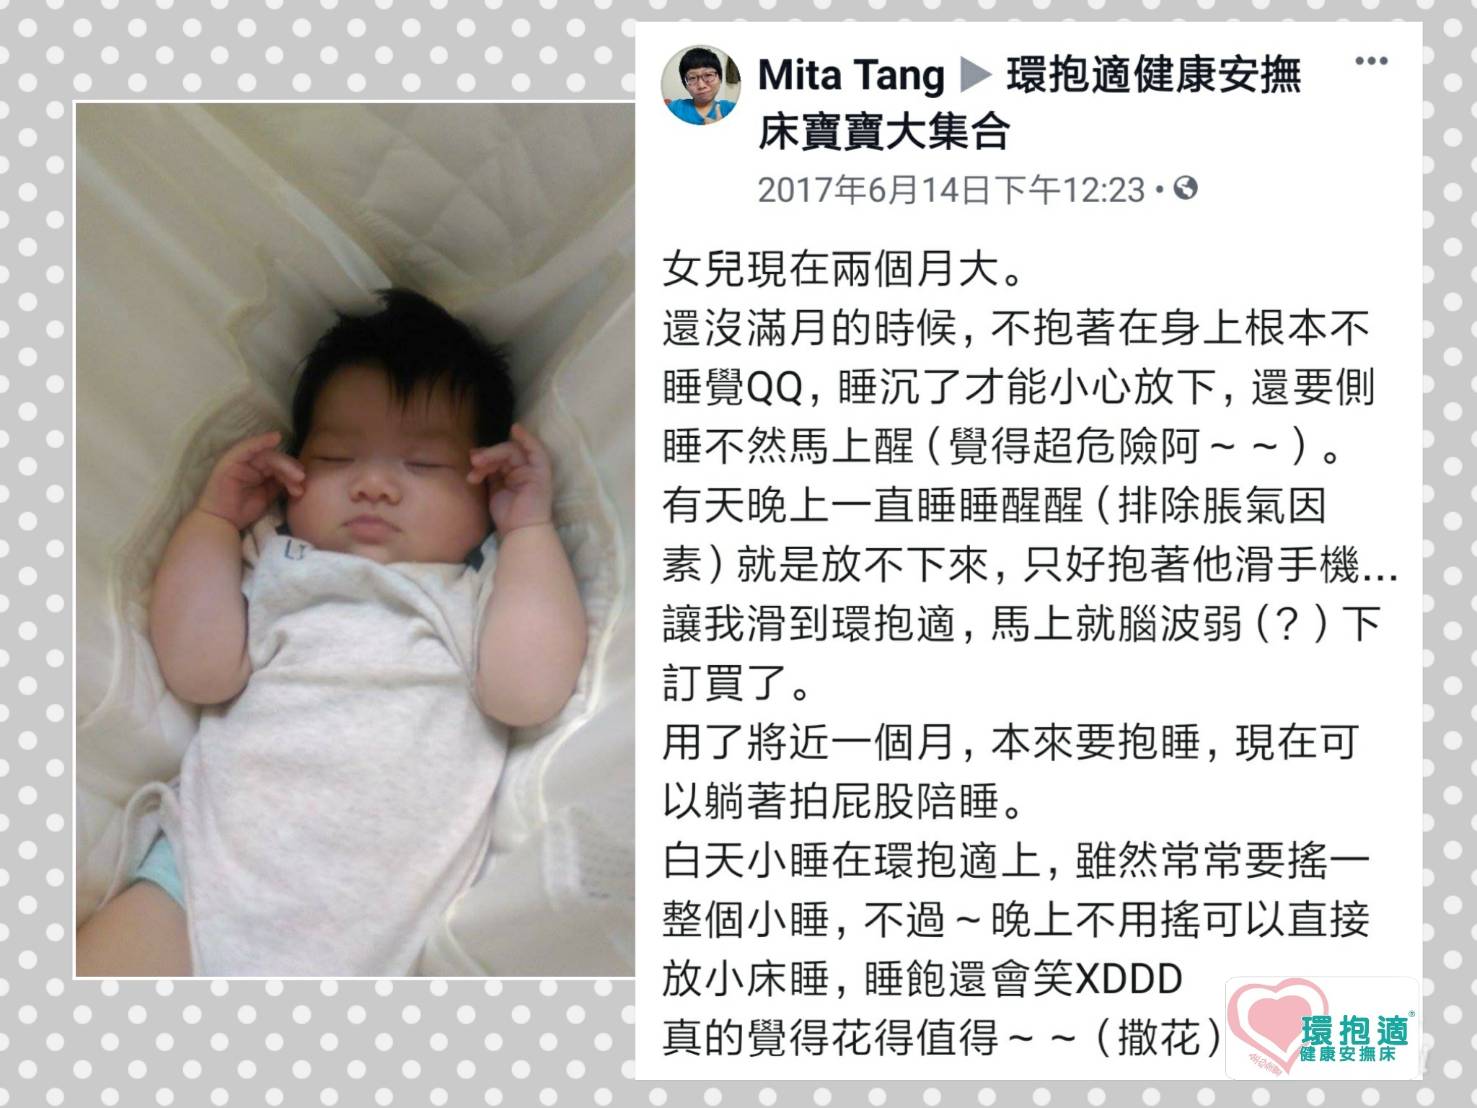 Mita Tang ▶ 環抱適健康安撫
床寶寶大集合
2017年6月14日下午12:23 •
女兒現在兩個月大。
還沒滿月的時候，不抱著在身上根本不
睡覺QQ，睡沉了才能小心放下，還要側
睡不然馬上醒（覺得超危險阿～～）。
有天晚上一直睡睡醒醒（排除脹氣因
素）就是放不下來，只好抱著他滑手機...
讓我滑到環抱適，馬上就腦波弱（？）下
訂買了。
用了將近一個月，本來要抱睡，現在可
以躺著拍屁股陪睡。
白天小睡在環抱適上，雖然常常要搖一
整個小睡，不過～晚上不用搖可以直接
放小床睡，睡飽還會笑XDDD
真的覺得花得值得～～（撒花）
環抱適®
健康安撫床